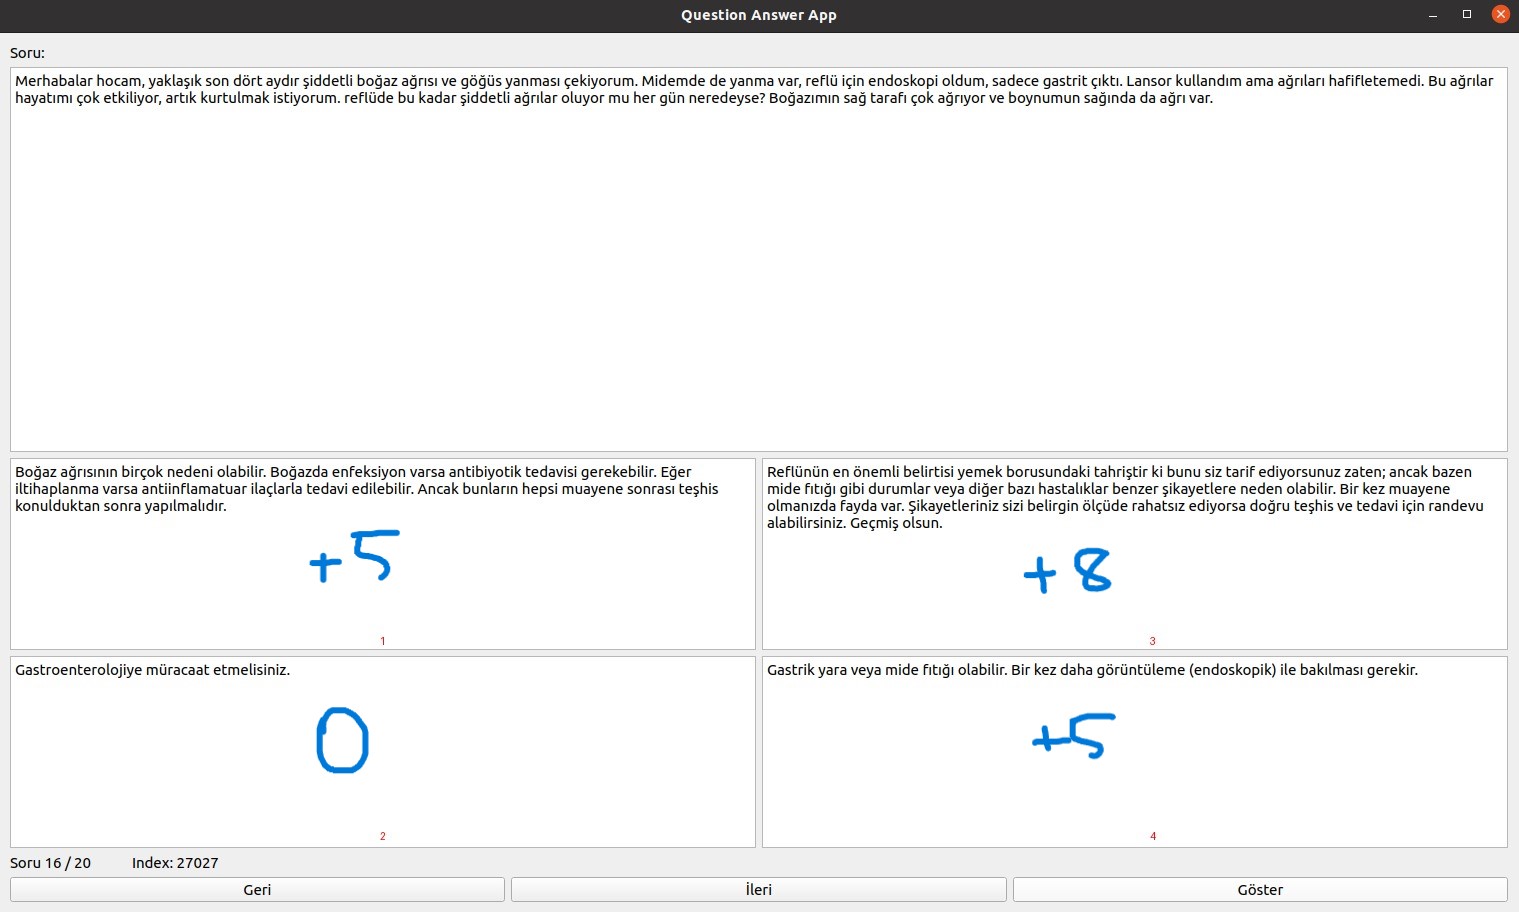 Question Answer App
Soru:
Merhabalar hocam, yaklaşık son dört aydır şiddetli boğaz ağrısı ve göğüs yanması çekiyorum. Midemde de yanma var, reflü için endoskopi oldum, sadece gastrit çıktı. Lansor kullandım ama ağrıları hafifletemedi. Bu ağrılar
hayatımı çok etkiliyor, artık kurtulmak istiyorum. reflüde bu kadar şiddetli ağrılar oluyor mu her gün neredeyse? Boğazımın sağ tarafı çok ağrıyor ve boynumun sağında da ağrı var.
Boğaz ağrısının birçok nedeni olabilir. Boğazda enfeksiyon varsa antibiyotik tedavisi gerekebilir. Eğer
iltihaplanma varsa antiinflamatuar ilaçlarla tedavi edilebilir. Ancak bunların hepsi muayene sonrası teşhis
konulduktan sonra yapılmalıdır.
+5
1
Reflünün en önemli belirtisi yemek borusundaki tahriştir ki bunu siz tarif ediyorsunuz zaten; ancak bazen
mide fıtığı gibi durumlar veya diğer bazı hastalıklar benzer şikayetlere neden olabilir. Bir kez muayene
olmanızda fayda var. Şikayetleriniz sizi belirgin ölçüde rahatsız ediyorsa doğru teşhis ve tedavi için randevu
alabilirsiniz. Geçmiş olsun.
+8
3
Gastroenterolojiye müracaat etmelisiniz.
0
2
Gastrik yara veya mide fıtığı olabilir. Bir kez daha görüntüleme (endoskopik) ile bakılması gerekir.
+5
4
Soru 16 / 20 Index: 27027
Geri İleri Göster